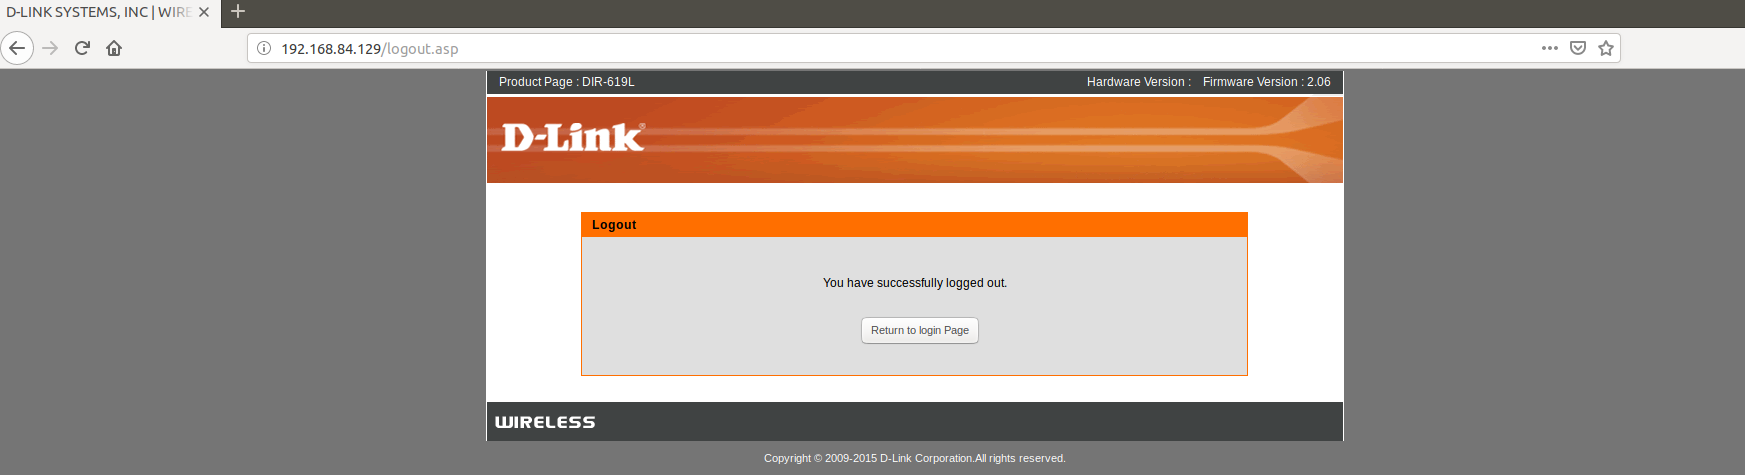 D-LINK SYSTEMS, INC | WIRE
192.168.84.129/logout.asp
Product Page : DIR-619L Hardware Version : Firmware Version : 2.06
D-Link®
Logout
You have successfully logged out.
Return to login Page
WIRELESS
Copyright © 2009-2015 D-Link Corporation.All rights reserved.